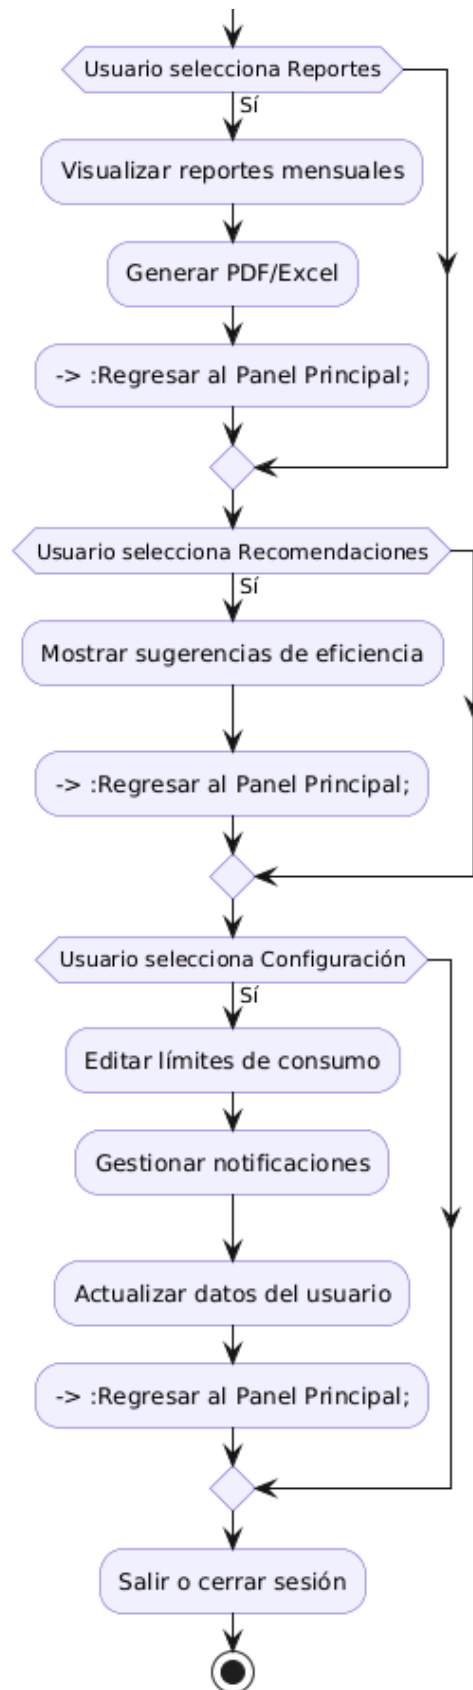 Usuario selecciona Reportes
Sí
Visualizar reportes mensuales
Generar PDF/Excel
-> :Regresar al Panel Principal;
Usuario selecciona Recomendaciones
Sí
Mostrar sugerencias de eficiencia
-> :Regresar al Panel Principal;
Usuario selecciona Configuración
Sí
Editar límites de consumo
Gestionar notificaciones
Actualizar datos del usuario
-> :Regresar al Panel Principal;
Salir o cerrar sesión